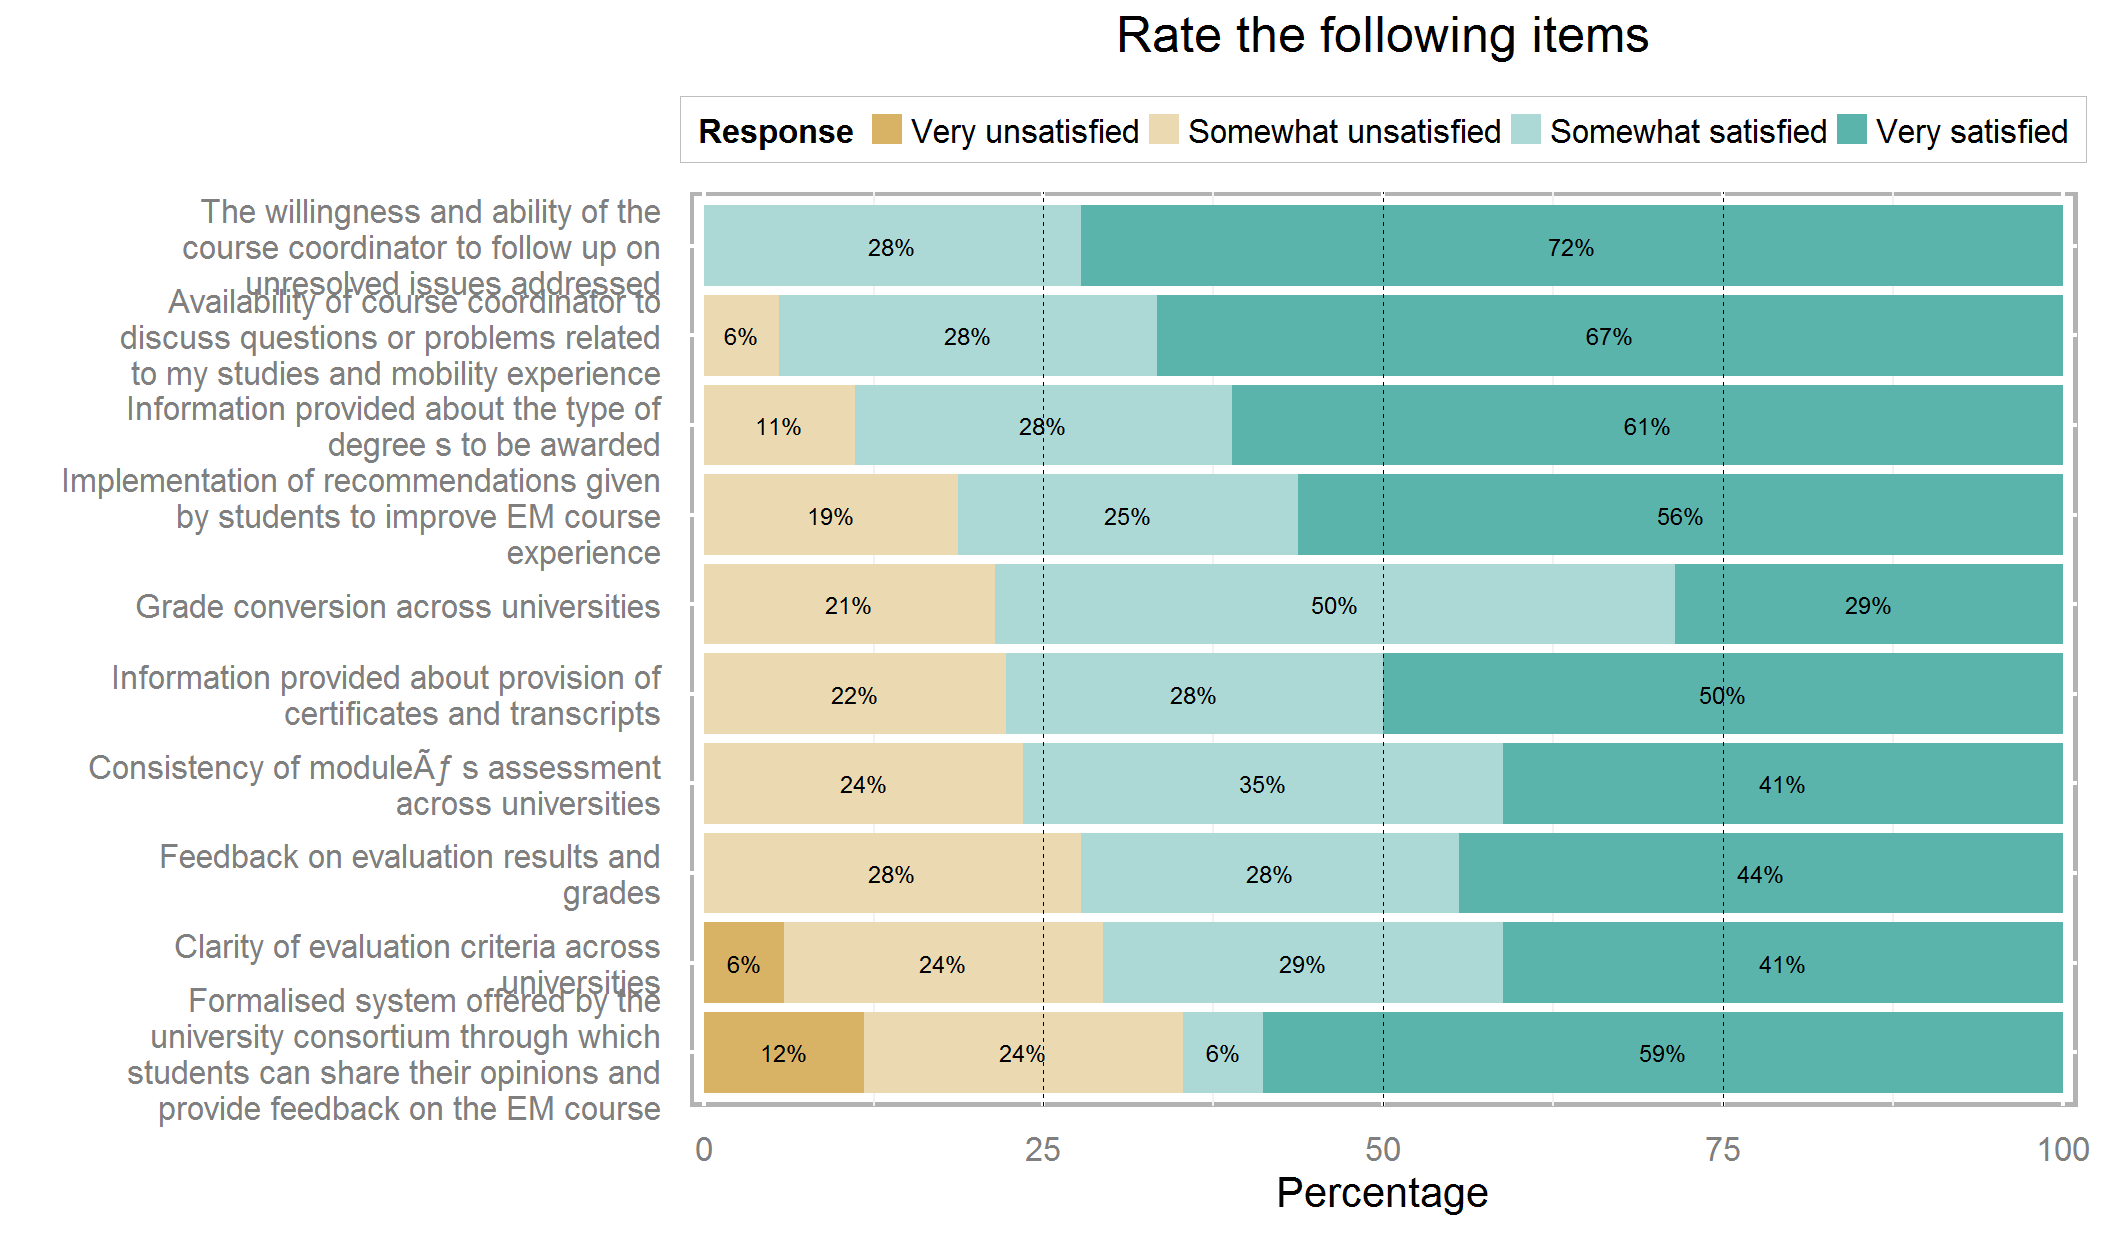 Rate the following items
Response Very unsatisfied Somewhat unsatisfied Somewhat satisfied Very satisfied
The willingness and ability of the
course coordinator to follow up on
unresolved issues addressed
28% 72%
Availability of course coordinator to
discuss questions or problems related
to my studies and mobility experience
6% 28% 67%
Information provided about the type of
degree s to be awarded
11% 28% 61%
Implementation of recommendations given
by students to improve EM course
experience
19% 25% 56%
Grade conversion across universities
21% 50% 29%
Information provided about provision of
certificates and transcripts
22% 28% 50%
Consistency of moduleÃƒ s assessment
across universities
24% 35% 41%
Feedback on evaluation results and
grades
28% 28% 44%
Clarity of evaluation criteria across
universities
6% 24% 29% 41%
Formalised system offered by the
university consortium through which
students can share their opinions and
provide feedback on the EM course
12% 24% 6% 59%
0 25 50 75 100
Percentage